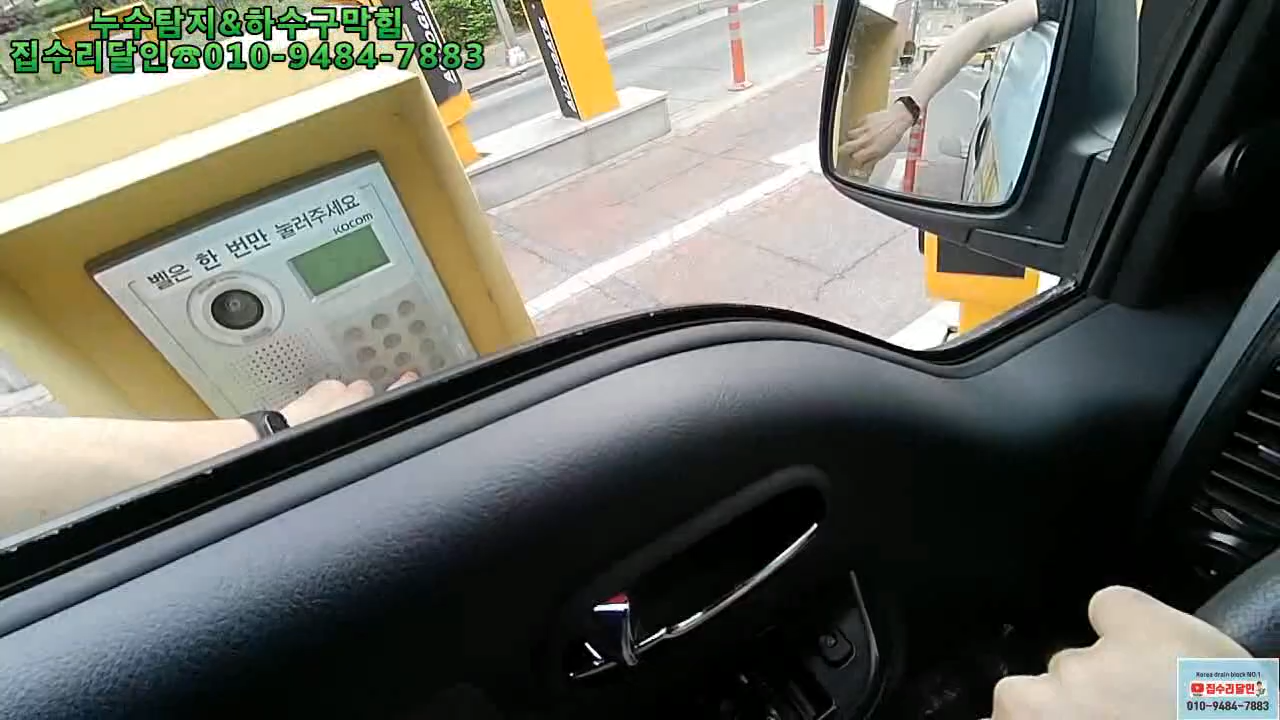 누수탐지&하수구막힘
집수리달인☎010-9484-7883
벨은 한 번만 눌러주세요
KOCOM
Korea drain block NO.1
집수리달인
010-9484-7883